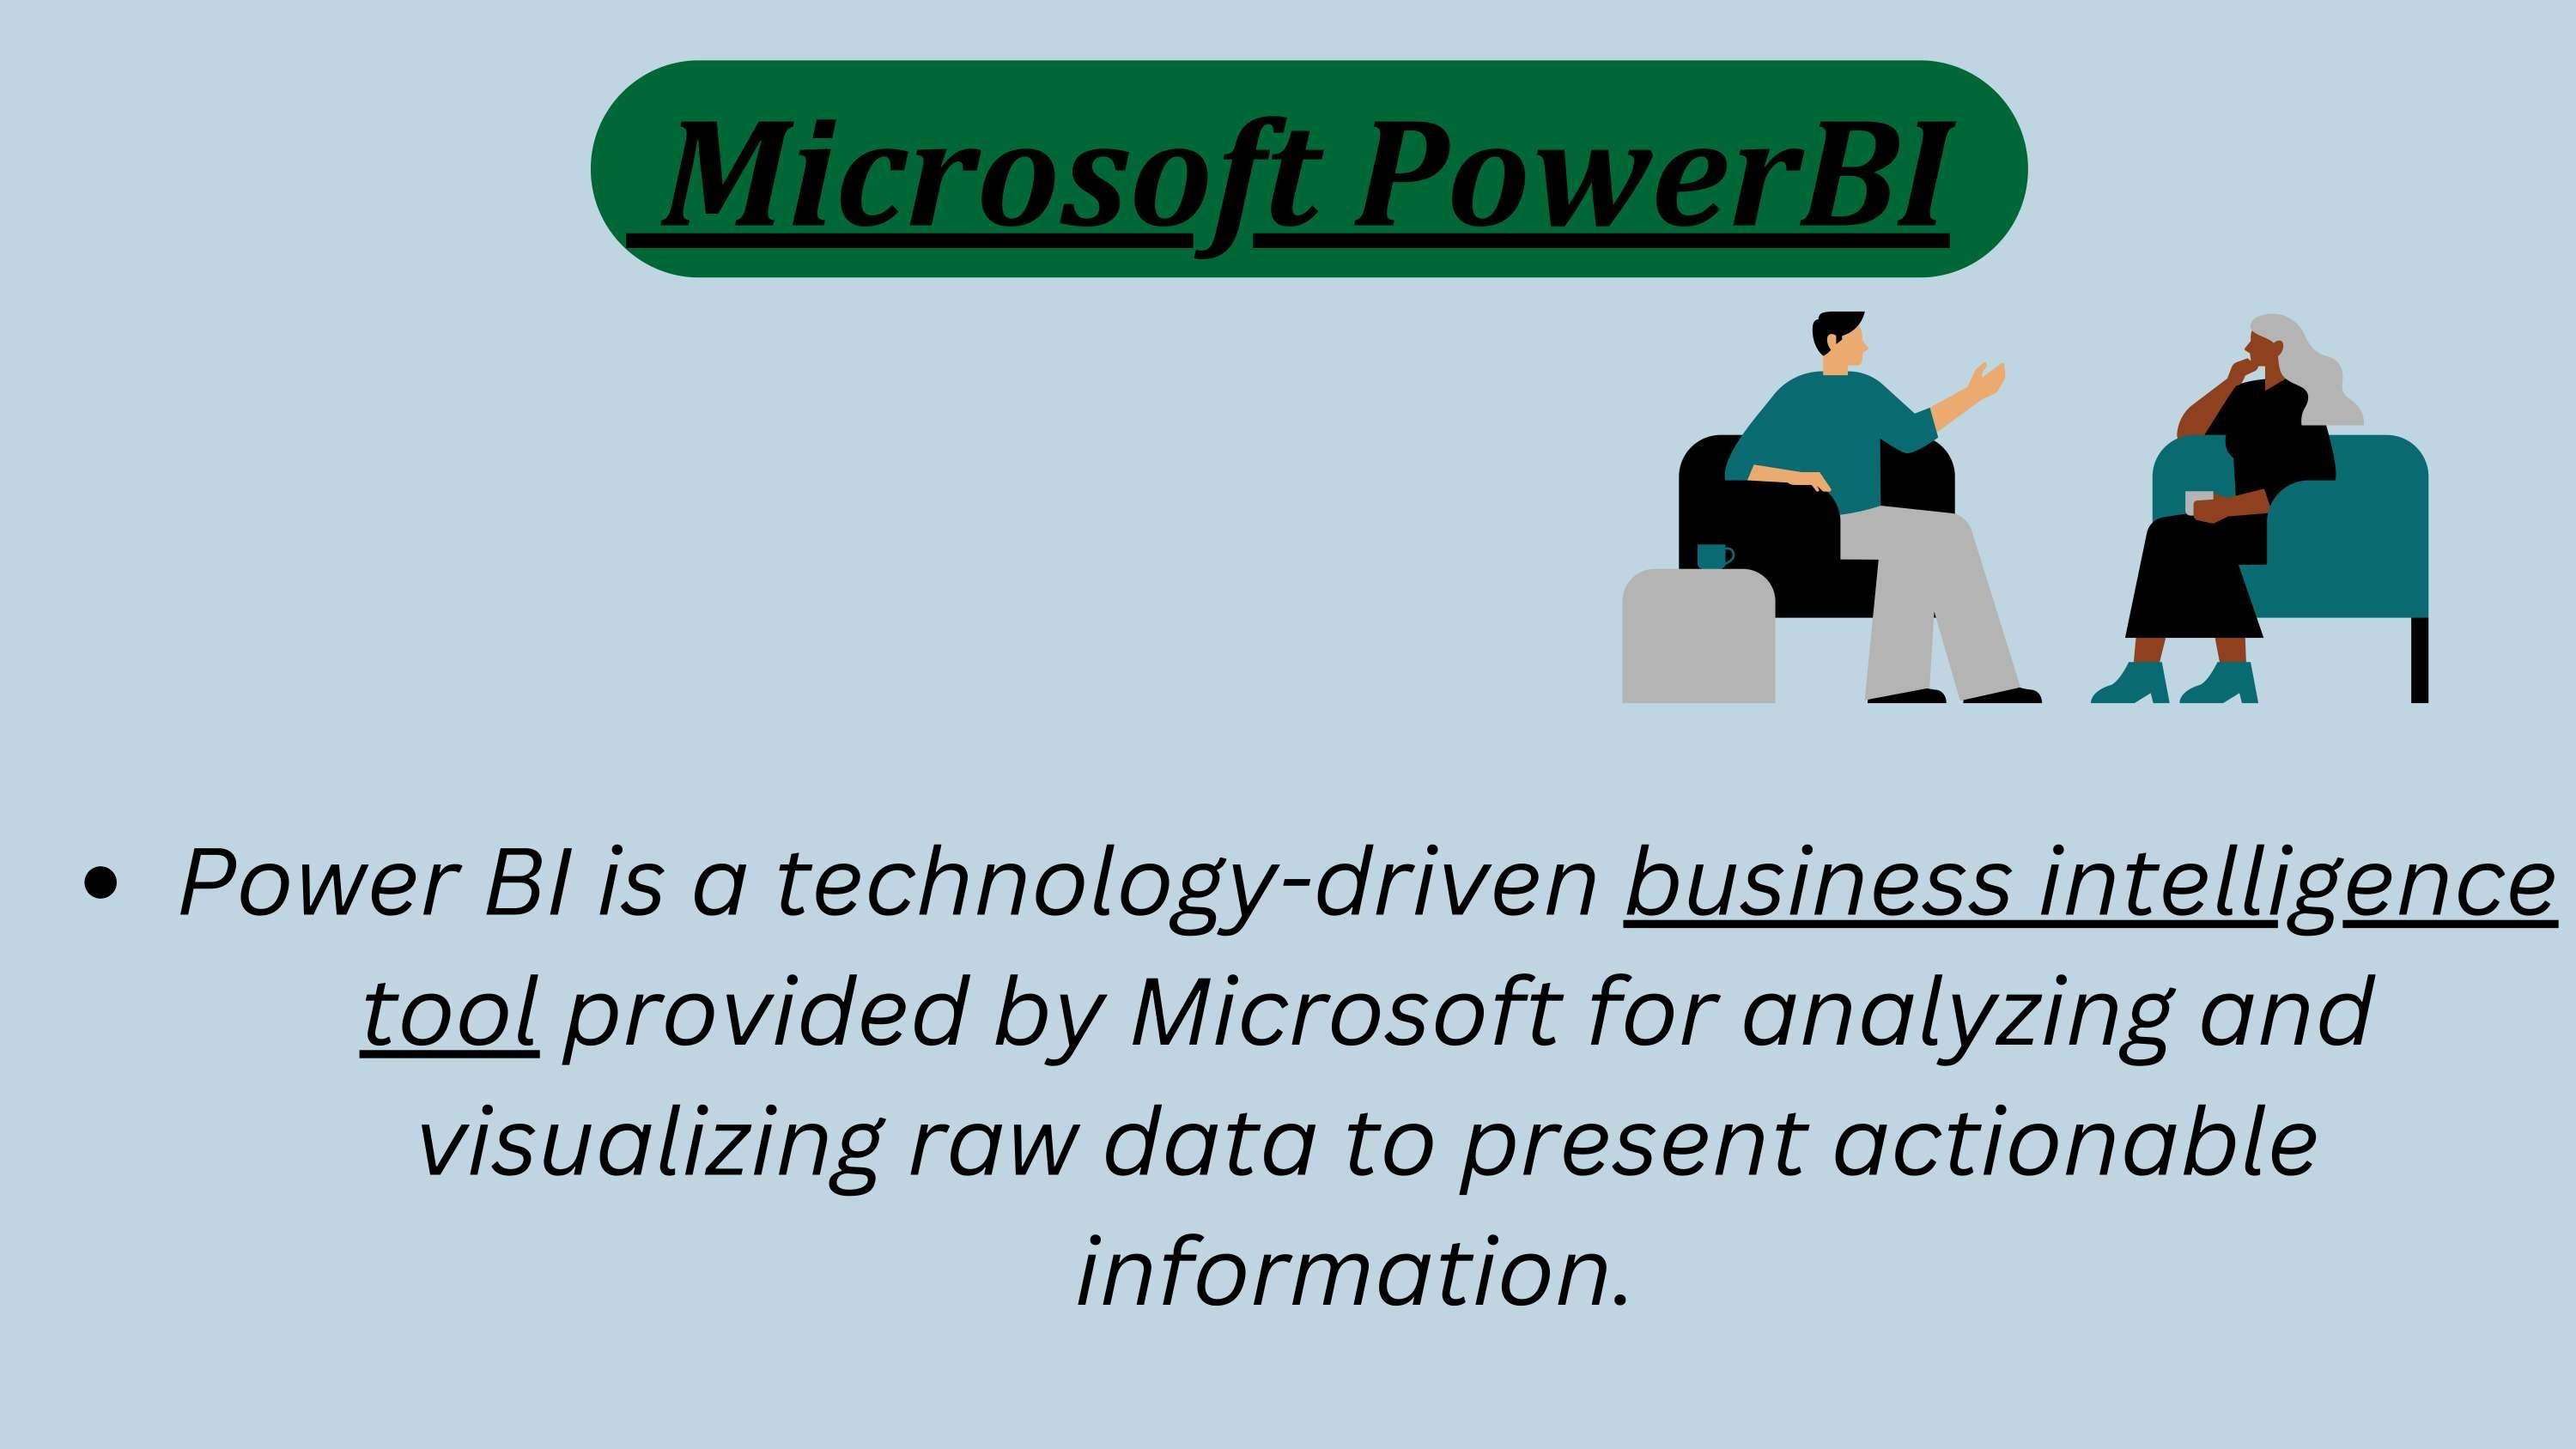 Microsoft PowerBI
• Power BI is a technology-driven business intelligence
tool provided by Microsoft for analyzing and
visualizing raw data to present actionable
information.